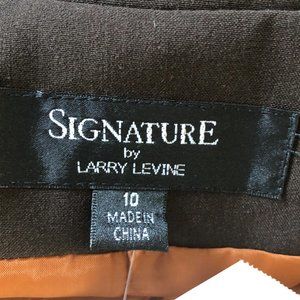 SIGNATURE
by
LARRY LEVINE
10
MADE IN
CHINA